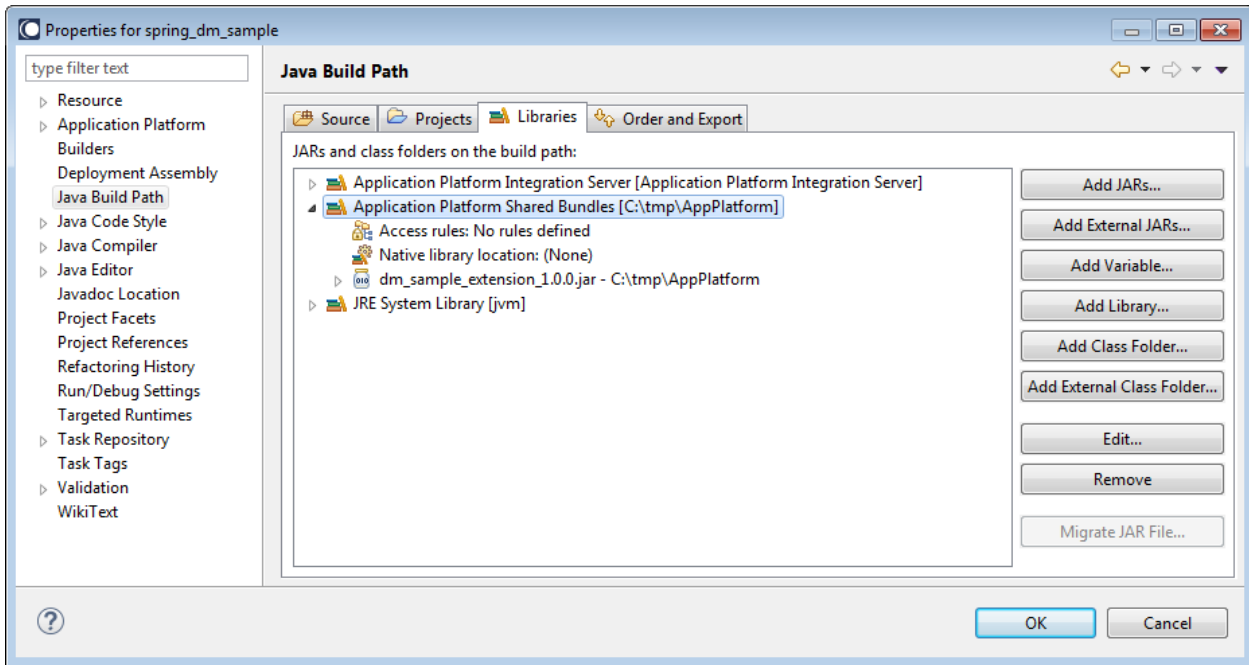 Properties for spring_dm_sample
type filter text
Resource
Application Platform
Builders
Deployment Assembly
Java Build Path
Java Code Style
Java Compiler
Java Editor
Javadoc Location
Project Facets
Project References
Refactoring History
Run/Debug Settings
Targeted Runtimes
Task Repository
Task Tags
Validation
WikiText
Java Build Path
Source
Projects
Libraries
Order and Export
JARs and class folders on the build path:
Application Platform Integration Server [Application Platform Integration Server]
Application Platform Shared Bundles [C:\tmp\AppPlatform]
Access rules: No rules defined
Native library location: (None)
010
dm_sample_extension_1.0.0.jar - C:\tmp\AppPlatform
JRE System Library [jvm]
Add JARs...
Add External JARs...
Add Variable...
Add Library...
Add Class Folder...
Add External Class Folder...
Edit...
Remove
Migrate JAR File...
?
OK
Cancel